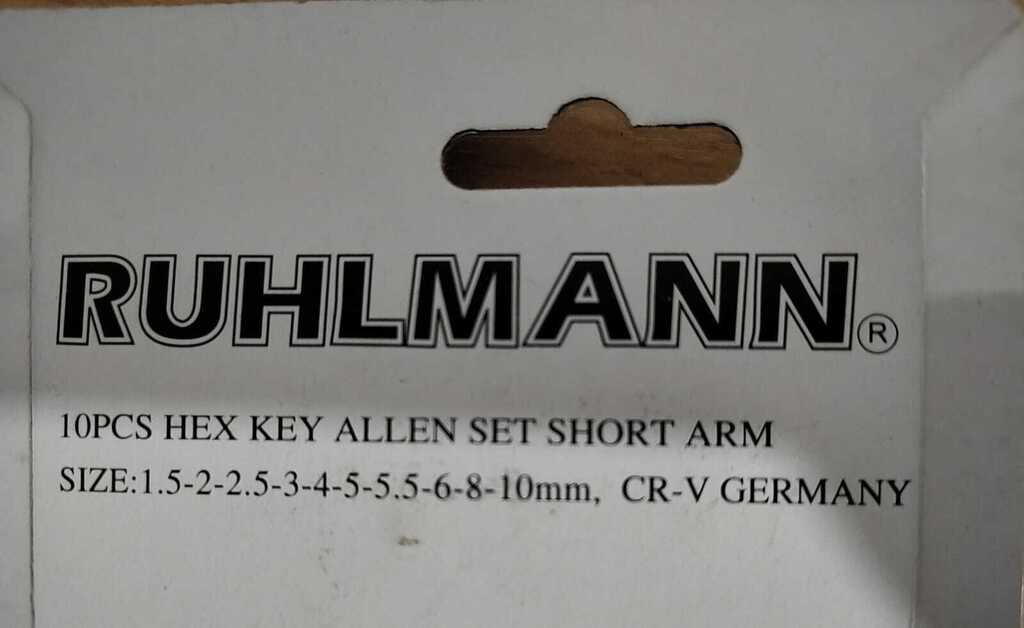 RUHLMANN®
10PCS HEX KEY ALLEN SET SHORT ARM
SIZE:1.5-2-2.5-3-4-5-5.5-6-8-10mm, CR-V GERMANY